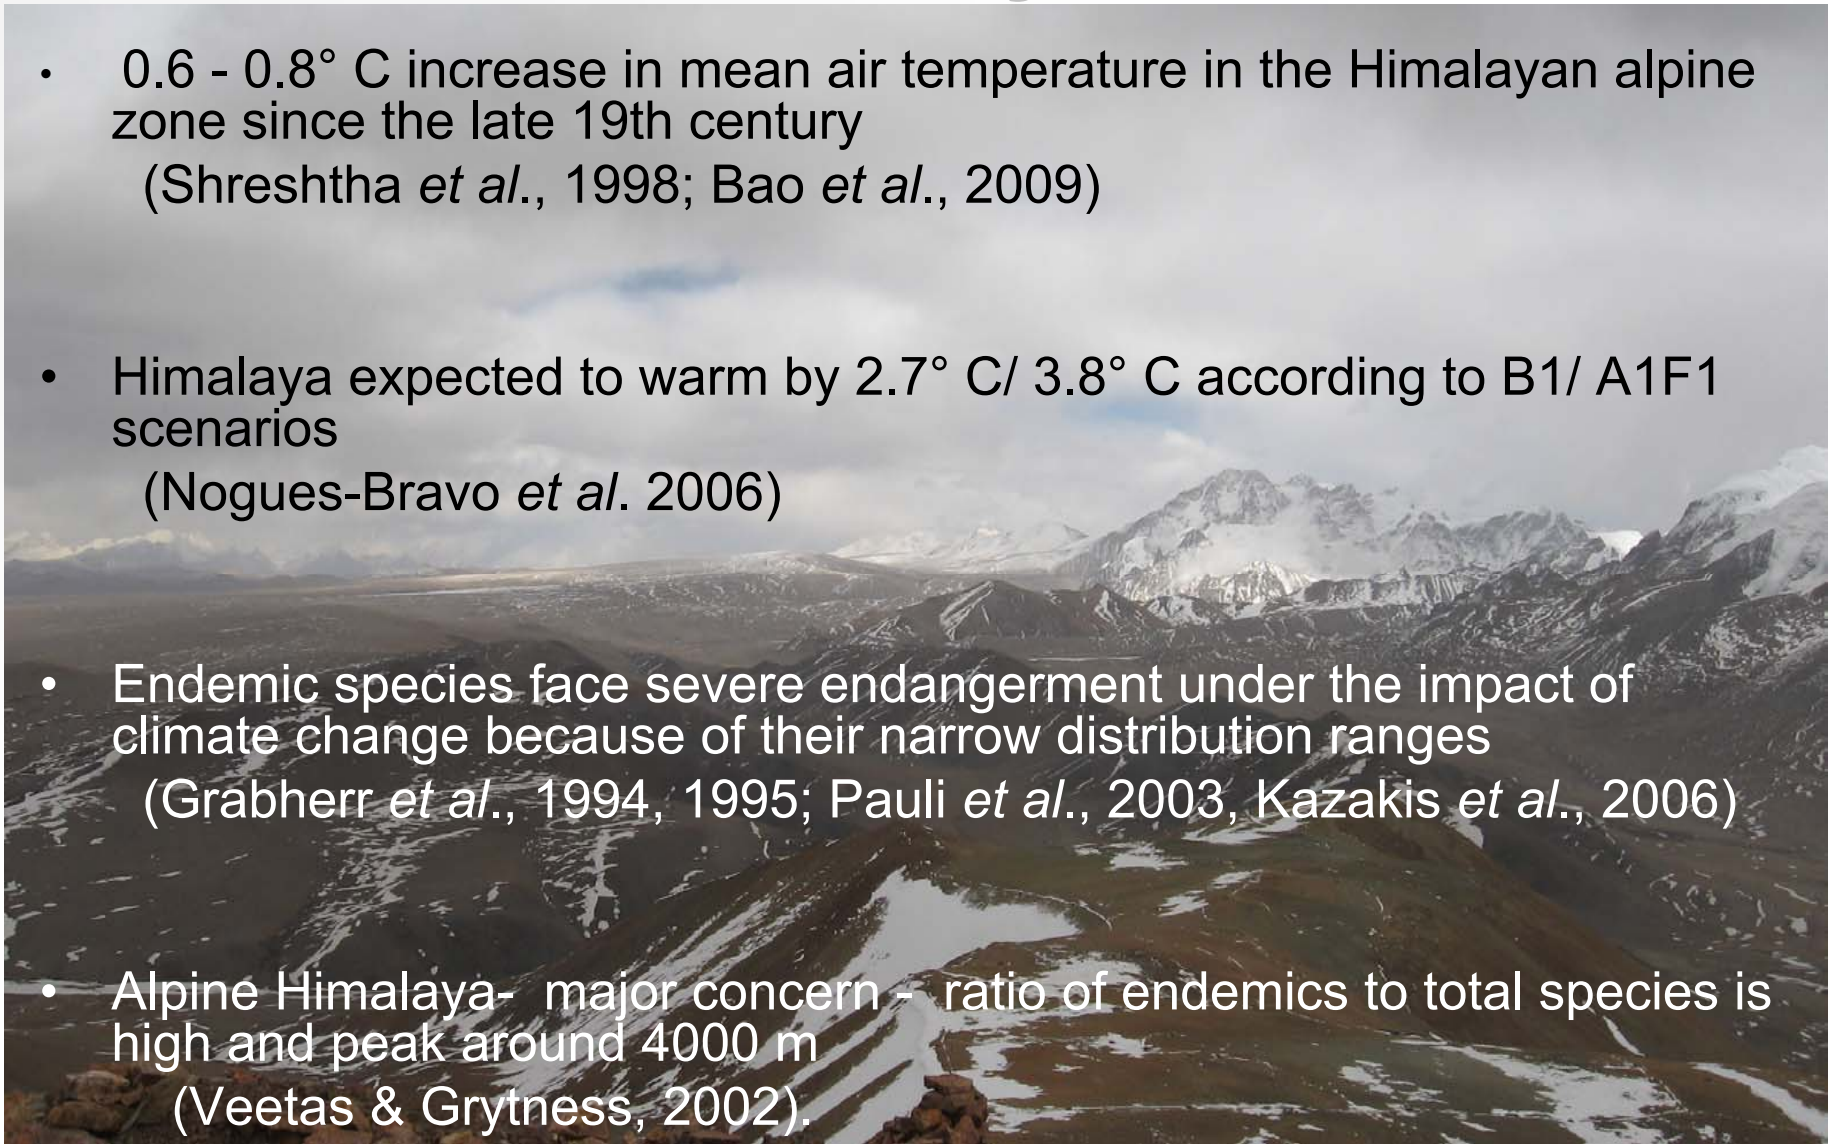 • 0.6 - 0.8° C increase in mean air temperature in the Himalayan alpine
zone since the late 19th century
(Shreshtha et al., 1998; Bao et al., 2009)
• Himalaya expected to warm by 2.7° C/ 3.8° C according to B1/ A1F1
scenarios
(Nogues-Bravo et al. 2006)
• Endemic species face severe endangerment under the impact of
climate change because of their narrow distribution ranges
(Grabherr et al., 1994, 1995; Pauli et al., 2003, Kazakis et al., 2006)
• Alpine Himalaya- major concern - ratio of endemics to total species is
high and peak around 4000 m
(Veetas & Grytness, 2002).